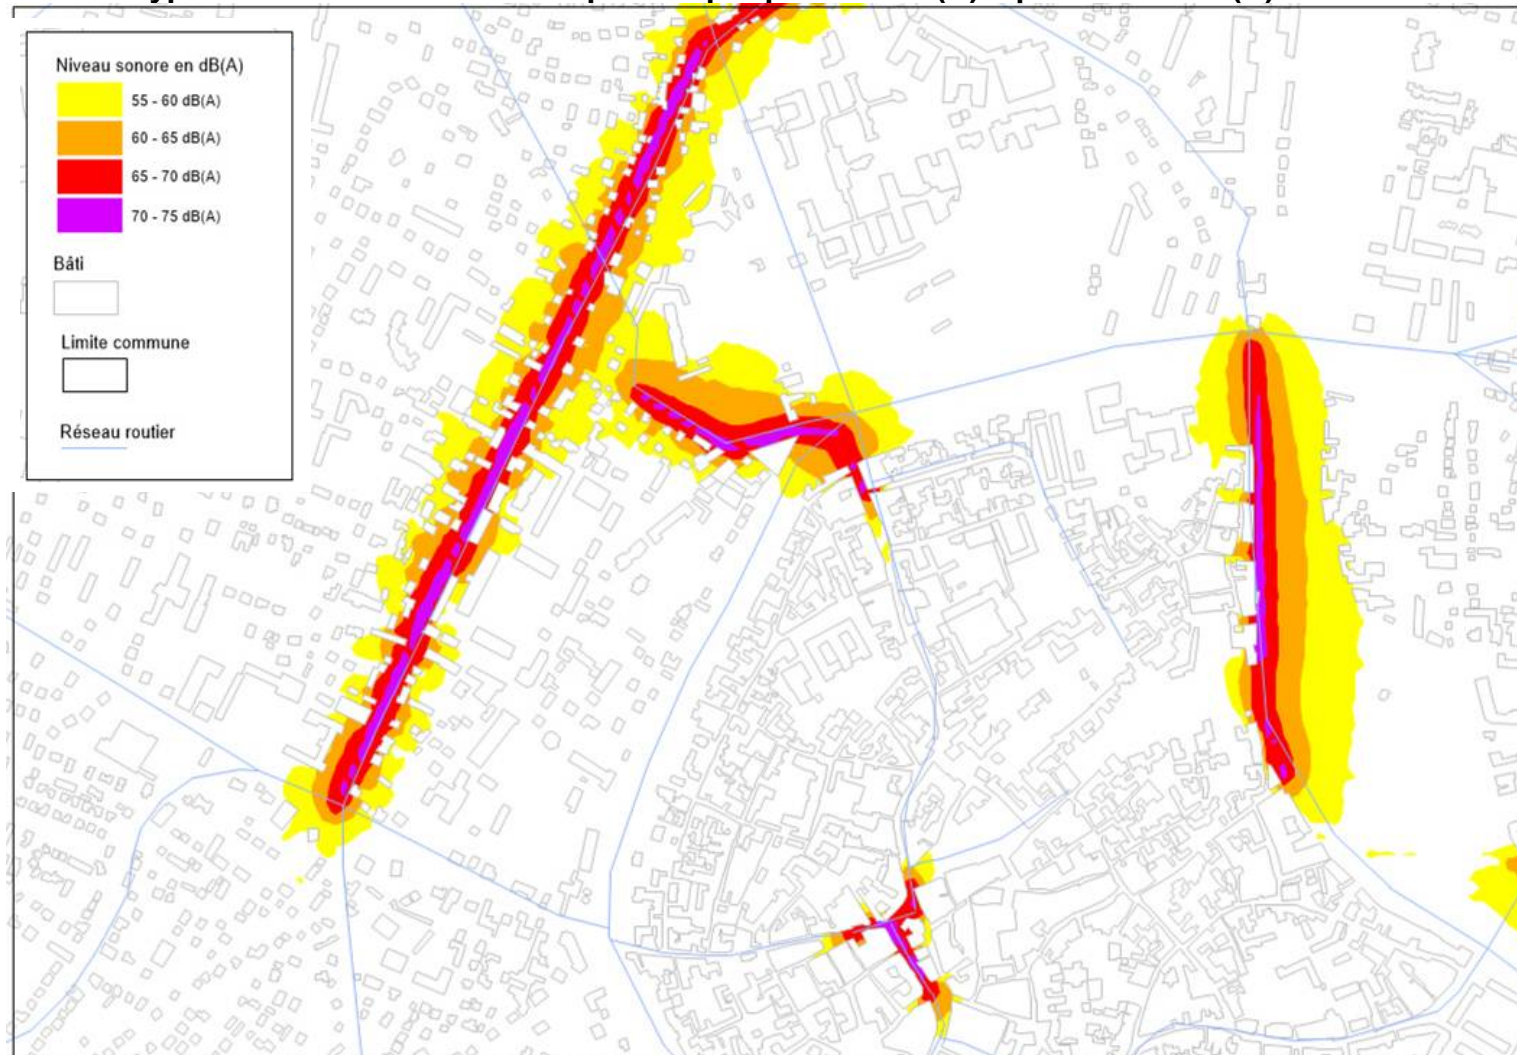 Niveau sonore en dB(A)
55 - 60 dB(A)
60 - 65 dB(A)
65 - 70 dB(A)
70 - 75 dB(A)
Bâti
Limite commune
Réseau routier